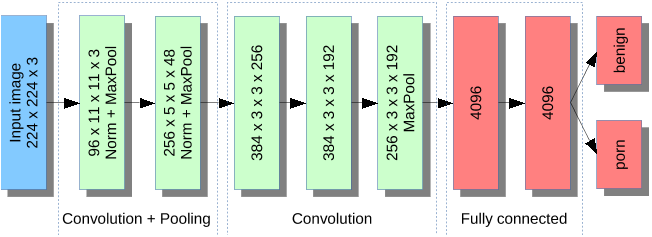 Input image
224 x 224 x 3
96 x 11 x 11 x 3
Norm + MaxPool
256 x 5 x 5 x 48
Norm + MaxPool
384 x 3 x 3 x 256
384 x 3 x 3 x 192
256 x 3 x 3 x 192
MaxPool
4096
4096
benign
porn
Convolution + Pooling
Convolution
Fully connected